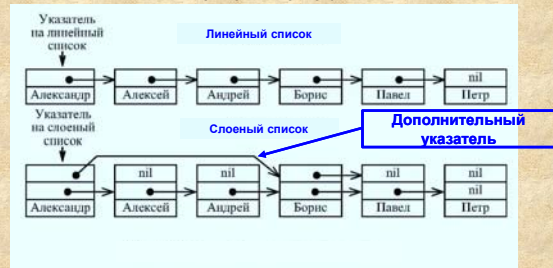 Указатель
на линейный
список
Линейный список
nil
Александр Алексей Андрей Борис Павел Петр
Указатель
на слоеный
список
Слоеный список
Дополнительный
указатель
nil nil nil nil
nil
Александр Алексей Андрей Борис Павел Петр